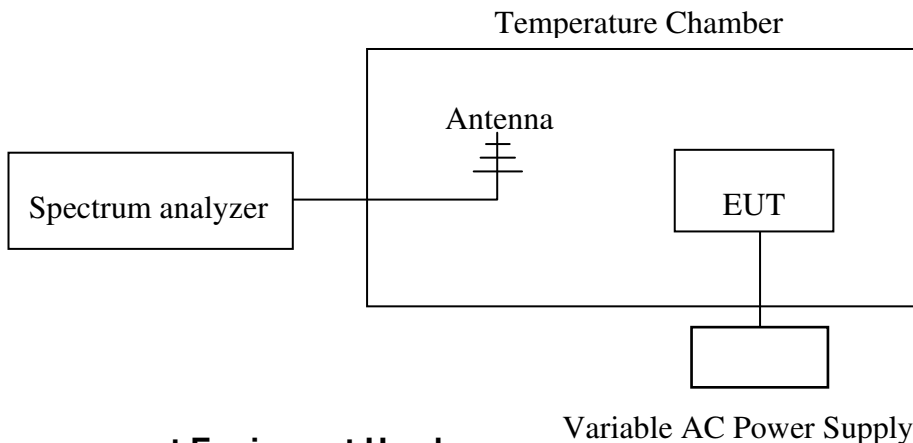 Temperature Chamber
Antenna
Spectrum analyzer
EUT
Variable AC Power Supply